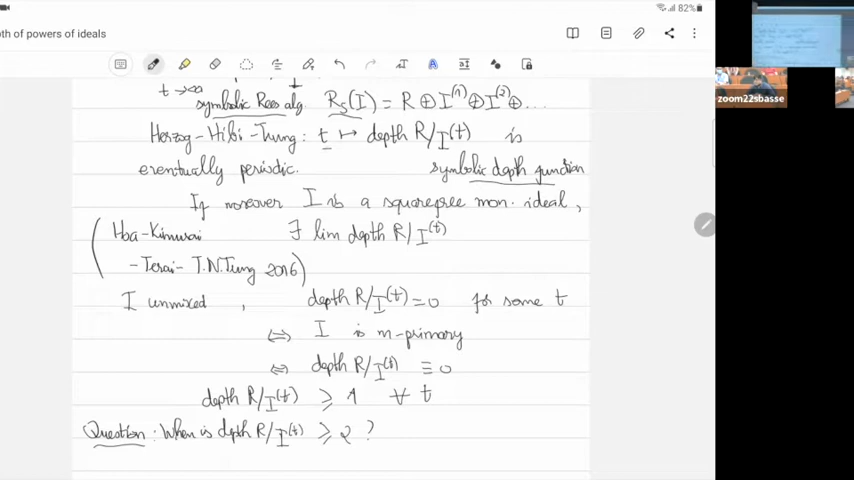 82%
pth of powers of ideals
t → ∞
symbolic Rees alg. R_S(I) = R ⊕ I^(1) ⊕ I^(2) ⊕ ...
Herzog-Hibi-Trung: t ↦ depth R/I^(t) is
eventually periodic. symbolic depth function
If moreover I is a squarefree mon. ideal,
Hoa-Kimura ∃ lim depth R/I^(t)
-Terai- T.N.Trung 2016)
I unmixed, depth R/I^(t) = 0 for some t
⇔ I is m-primary
⇔ depth R/I^(t) ≡ 0
depth R/I^(t) ≥ 1 ∀ t
Question: When is depth R/I^(t) ≥ 2 ?
zoom22sbasse